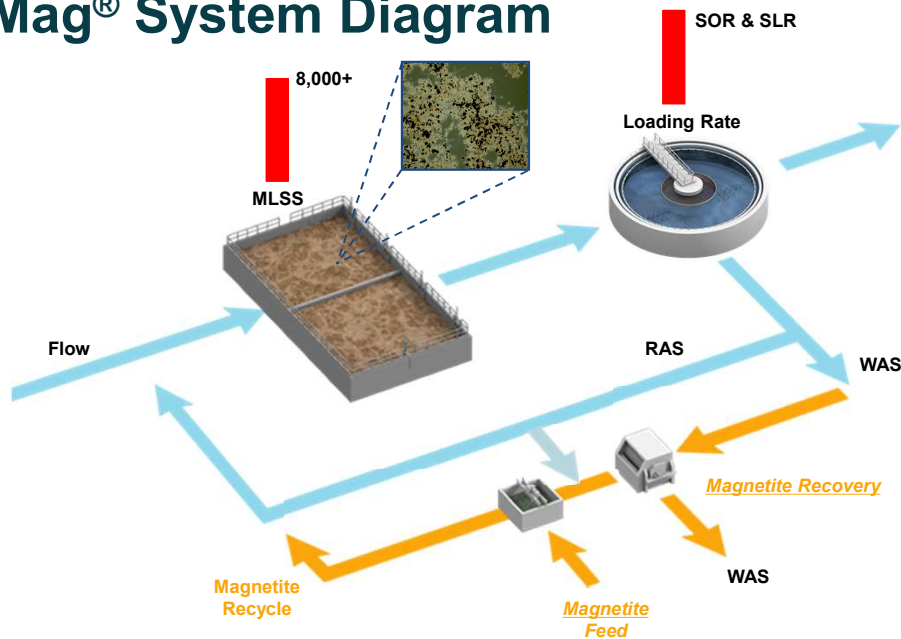 Mag® System Diagram
SOR & SLR
8,000+
Loading Rate
MLSS
Flow
RAS
WAS
Magnetite Recovery
WAS
Magnetite
Recycle
Magnetite
Feed